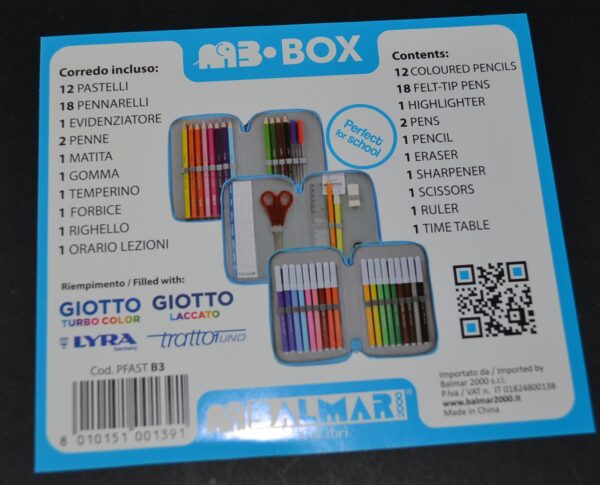 BOX
Corredo incluso:
12 PASTELLI
18 PENNARELLI
1 EVIDENZIATORE
2 PENNE
1 MATITA
1 GOMMA
1 TEMPERINO
1 FORBICE
1 RIGHELLO
1 ORARIO LEZIONI
Perfect
for school
Contents:
12 COLOURED PENCILS
18 FELT-TIP PENS
1 HIGHLIGHTER
2 PENS
1 PENCIL
1 ERASER
1 SHARPENER
1 SCISSORS
1 RULER
1 TIME TABLE
Riempimento / Filled with:
GIOTTO
TURBO COLOR
GIOTTO
LACCATO
LYRA
Germany
tratto UNO
Cod. PFAST B3
8 010151 001391
BALMAR
2000
Importato da / Imported by
Balmar 2000 s.r.l.
P.Iva / VAT n. IT 01824800138
www.balmar2000.it
Made in China